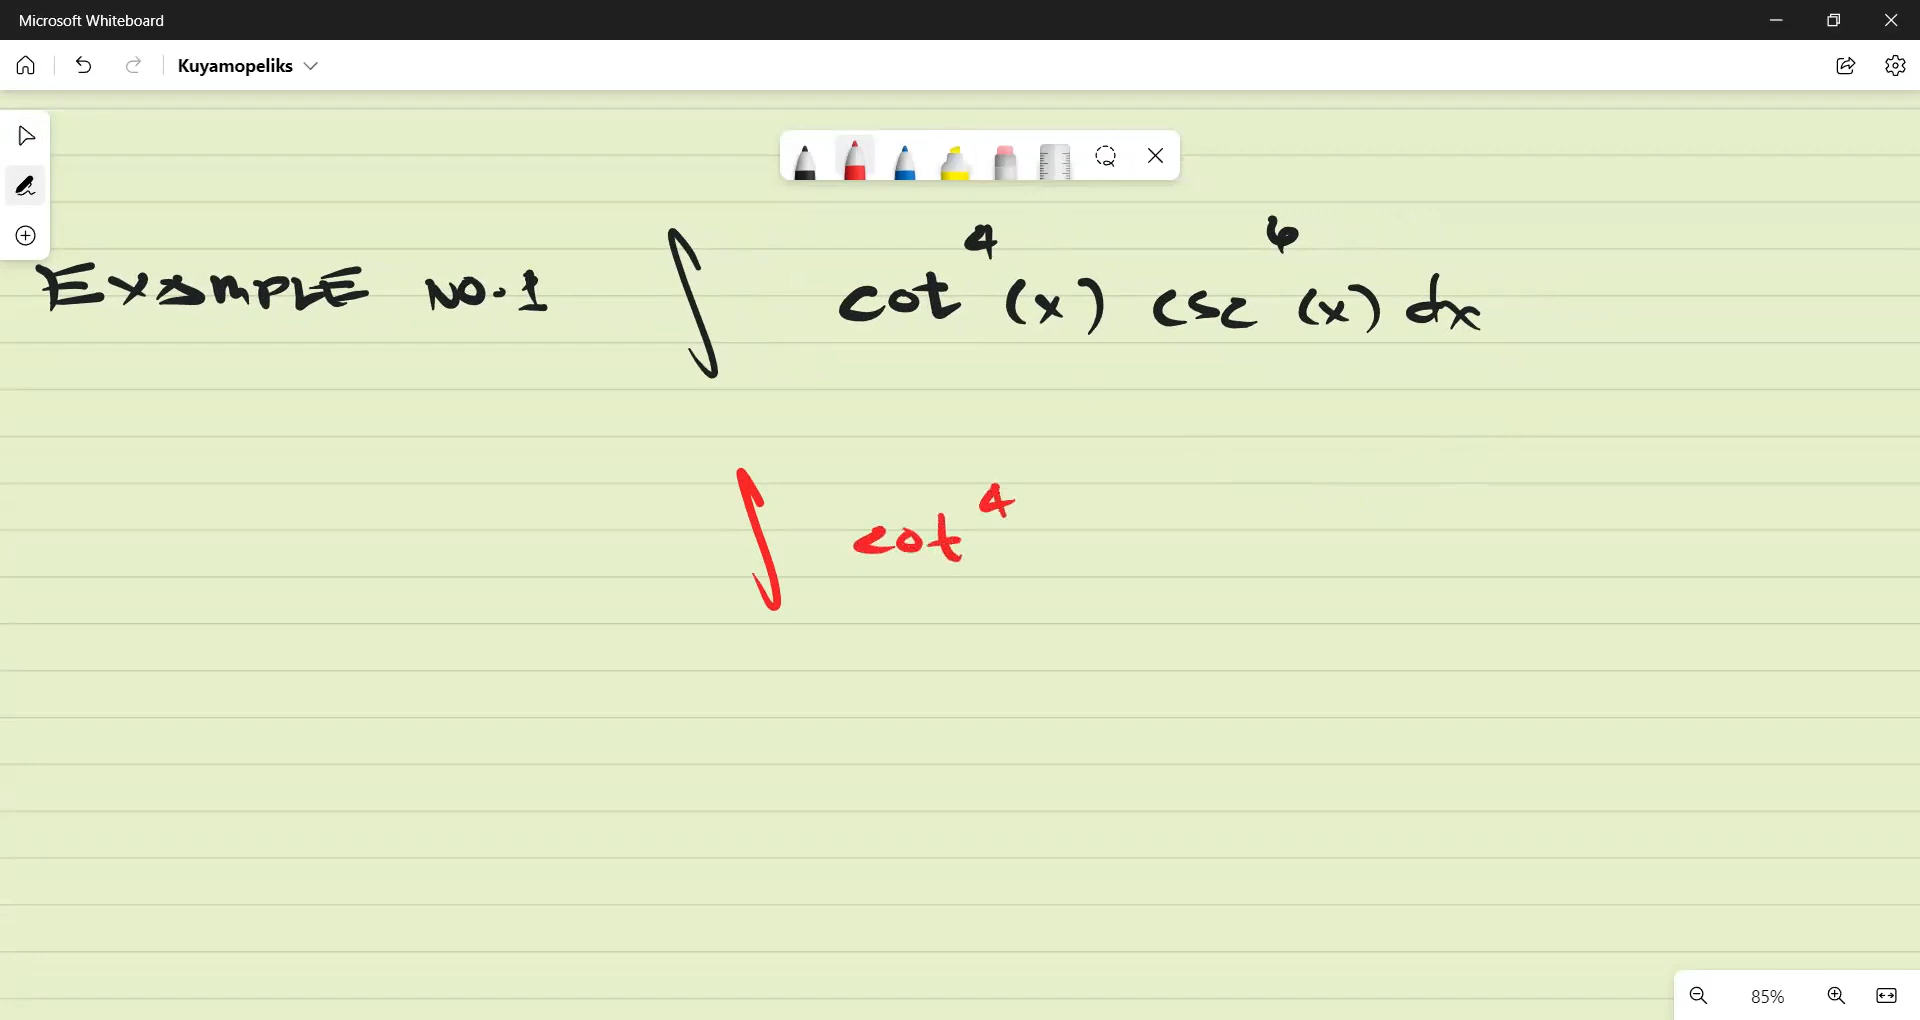 Microsoft Whiteboard
Kuyamopeliks
EXAMPLE NO.1 ∫ cot⁴ (x) csc⁶ (x) dx
∫ cot⁴
85%